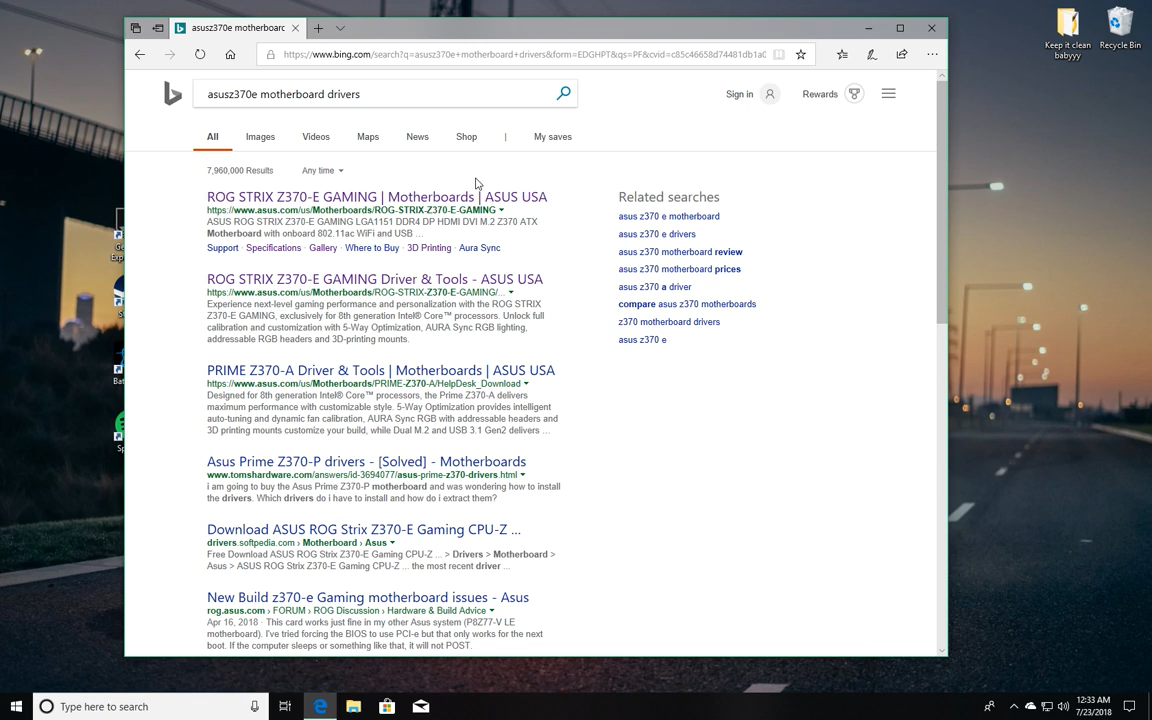 asusz370e motherboard
https://www.bing.com/search?q=asusz370e+motherboard+drivers&form=EDGHPT&qs=PF&cvid=c85c46658d74481db1a0
Keep it clean
babyyy
Recycle Bin
asusz370e motherboard drivers
Sign in
Rewards
All Images Videos Maps News Shop | My saves
7,960,000 Results Any time
ROG STRIX Z370-E GAMING | Motherboards | ASUS USA
https://www.asus.com/us/Motherboards/ROG-STRIX-Z370-E-GAMING
ASUS ROG STRIX Z370-E GAMING LGA1151 DDR4 DP HDMI DVI M.2 Z370 ATX
Motherboard with onboard 802.11ac WiFi and USB ...
Support · Specifications · Gallery · Where to Buy · 3D Printing · Aura Sync
ROG STRIX Z370-E GAMING Driver & Tools - ASUS USA
https://www.asus.com/us/Motherboards/ROG-STRIX-Z370-E-GAMING/...
Experience next-level gaming performance and personalization with the ROG STRIX
Z370-E GAMING, exclusively for 8th generation Intel® Core™ processors. Unlock full
calibration and customization with 5-Way Optimization, AURA Sync RGB lighting,
addressable RGB headers and 3D-printing mounts.
PRIME Z370-A Driver & Tools | Motherboards | ASUS USA
https://www.asus.com/us/Motherboards/PRIME-Z370-A/HelpDesk_Download
Designed for 8th generation Intel® Core™ processors, the Prime Z370-A delivers
maximum performance with customizable style. 5-Way Optimization provides intelligent
auto-tuning and dynamic fan calibration, AURA Sync RGB with addressable headers and
3D printing mounts customize your build, while Dual M.2 and USB 3.1 Gen2 delivers ...
Asus Prime Z370-P drivers - [Solved] - Motherboards
www.tomshardware.com/answers/id-3694077/asus-prime-z370-drivers.html
i am going to buy the Asus Prime Z370-P motherboard and was wondering how to install
the drivers. Which drivers do i have to install and how do i extract them?
Download ASUS ROG Strix Z370-E Gaming CPU-Z ...
drivers.softpedia.com › Motherboard › Asus
Free Download ASUS ROG Strix Z370-E Gaming CPU-Z ... > Drivers > Motherboard >
Asus > ASUS ROG Strix Z370-E Gaming CPU-Z ... the most recent driver ...
New Build z370-e Gaming motherboard issues - Asus
rog.asus.com › FORUM › ROG Discussion › Hardware & Build Advice
Apr 16, 2018 · This card works just fine in my other Asus system (P8Z77-V LE
motherboard). I've tried forcing the BIOS to use PCI-e but that only works for the next
boot. If the computer sleeps or something like that, it will not POST.
Related searches
asus z370 e motherboard
asus z370 e drivers
asus z370 motherboard review
asus z370 motherboard prices
asus z370 a driver
compare asus z370 motherboards
z370 motherboard drivers
asus z370 e
Type here to search
12:33 AM
7/23/2018